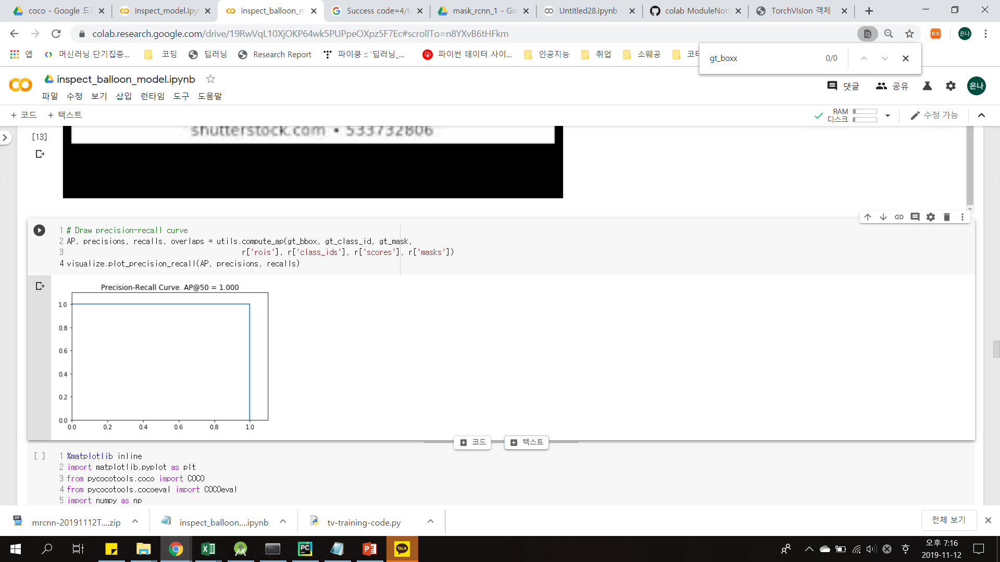 coco - Google 드
inspect_model.ipy
inspect_balloon_m
Success code=4/t
mask_rcnn_1 - Go
Untitled28.ipynb -
colab ModuleNot
TorchVision 객체
colab.research.google.com/drive/19RwVqL10XjOKP64wk5PUPpeOXpz5F7Ec#scrollTo=n8YXvB6tHFkm
EX
은나
앱
머신러닝 단기집중...
코딩
딥러닝
Research Report
파이쿵 :: '딥러닝_...
파이썬 데이터 사이...
인공지능
취업
소웨공
코테
gt_boxx
0/0
inspect_balloon_model.ipynb
파일 수정 보기 삽입 런타임 도구 도움말
댓글
공유
은나
+ 코드 + 텍스트
RAM
디스크
수정 가능
[13]
shutterstock.com • 533732806
1 # Draw precision-recall curve
2 AP, precisions, recalls, overlaps = utils.compute_ap(gt_bbox, gt_class_id, gt_mask,
3 r['rois'], r['class_ids'], r['scores'], r['masks'])
4 visualize.plot_precision_recall(AP, precisions, recalls)
Precision-Recall Curve. AP@50 = 1.000
1.0
0.8
0.6
0.4
0.2
0.0
0.0 0.2 0.4 0.6 0.8 1.0
코드
텍스트
[ ]
1 %matplotlib inline
2 import matplotlib.pyplot as plt
3 from pycocotools.coco import COCO
4 from pycocotools.cocoeval import COCOeval
5 import numpy as np
ZIP
mrcnn-20191112T....zip
inspect_balloon....ipynb
tv-training-code.py
전체 보기
PC
TALK
오후 7:16
2019-11-12